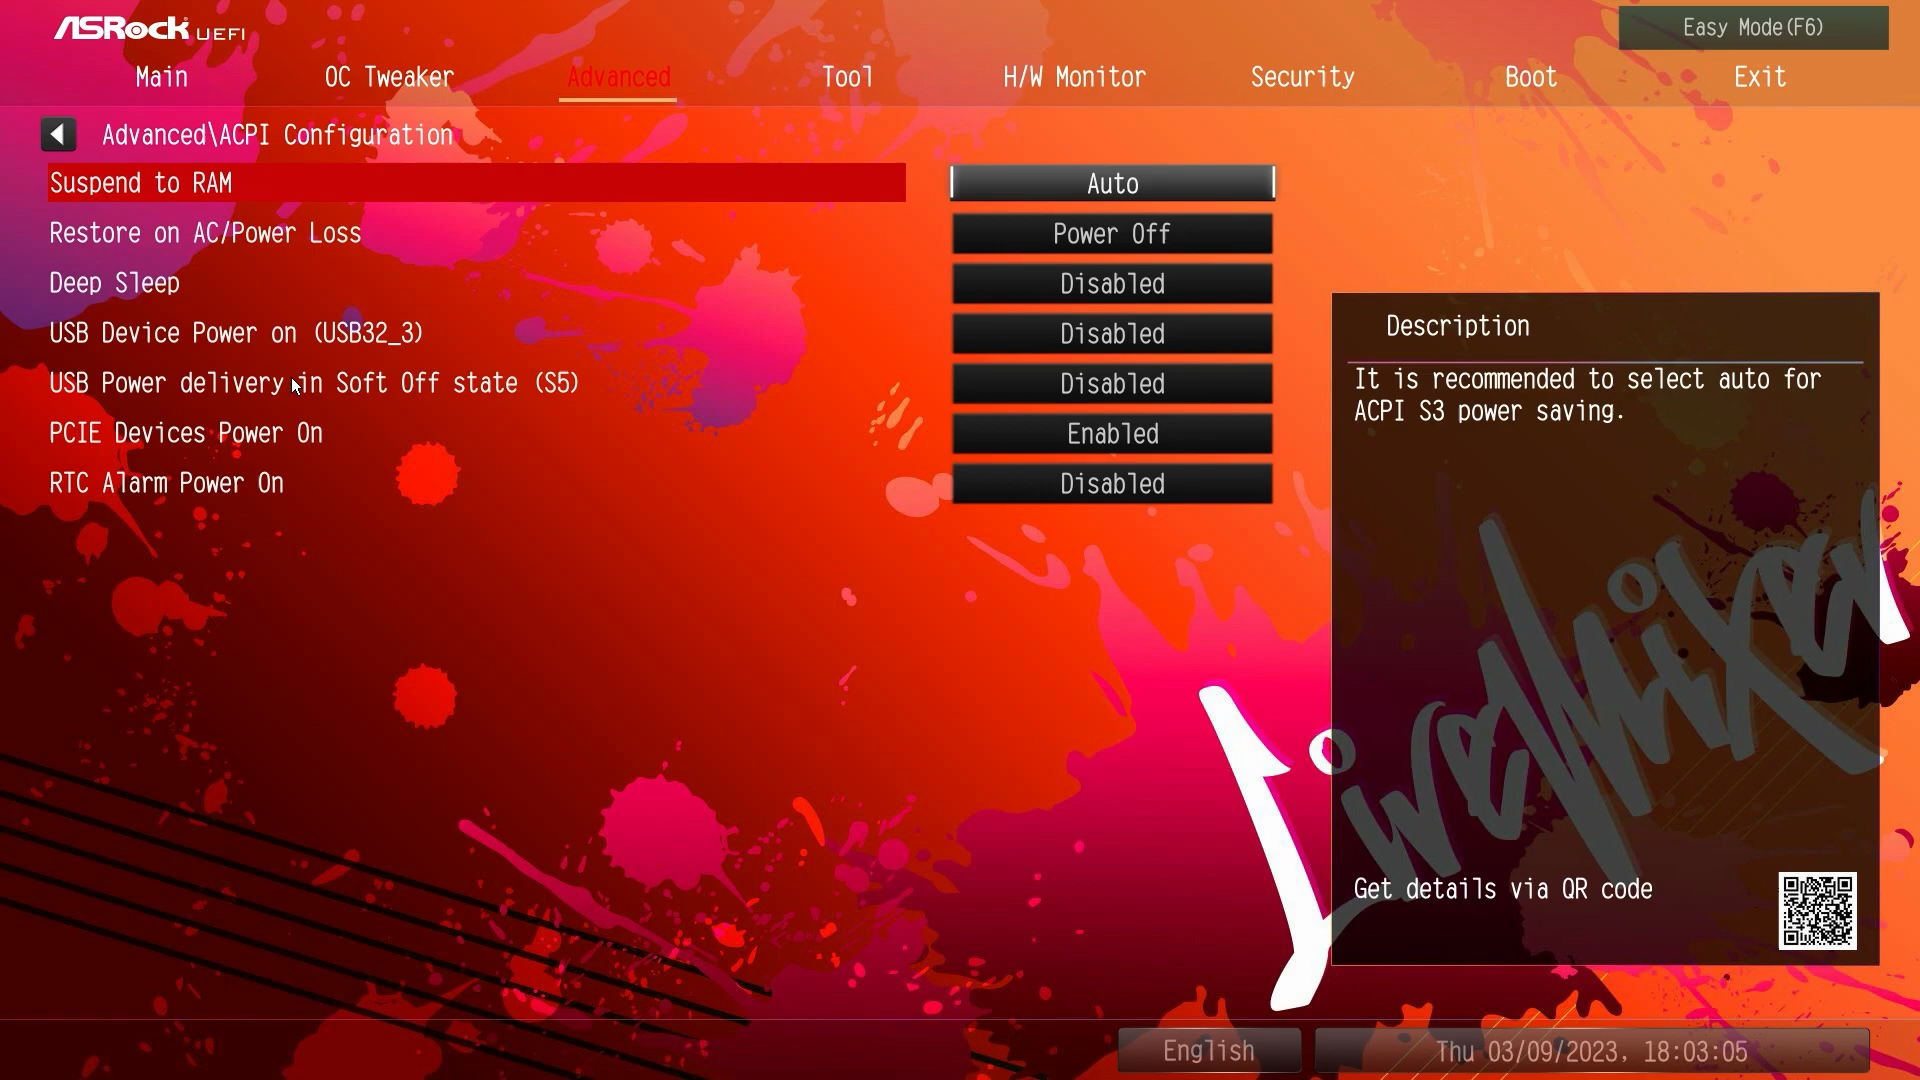 ASRock UEFI
Easy Mode(F6)
Main OC Tweaker Advanced Tool H/W Monitor Security Boot Exit
Advanced\ACPI Configuration
Suspend to RAM Auto
Restore on AC/Power Loss Power Off
Deep Sleep Disabled
USB Device Power on (USB32_3) Disabled
USB Power delivery in Soft Off state (S5) Disabled
PCIE Devices Power On Enabled
RTC Alarm Power On Disabled
Description
It is recommended to select auto for
ACPI S3 power saving.
LiveMixer
Get details via QR code
English
Thu 03/09/2023, 18:03:05